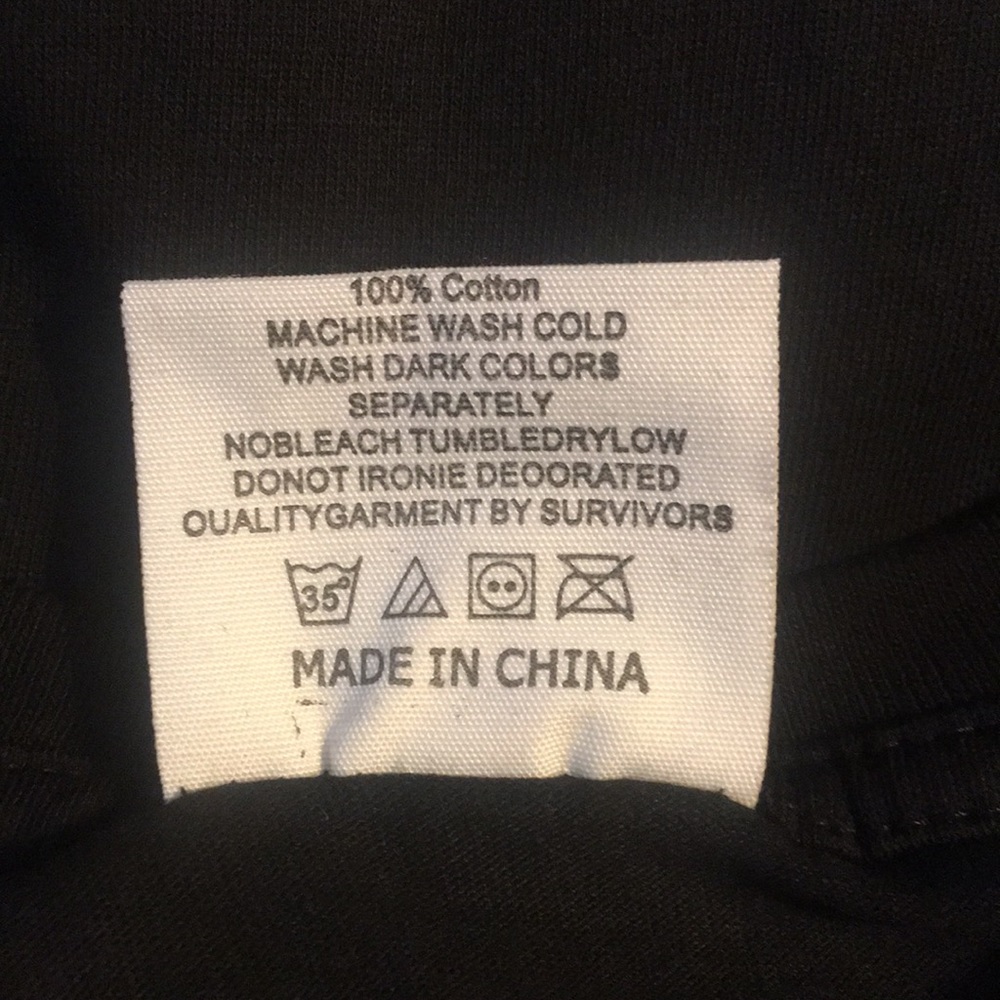 100% Cotton
MACHINE WASH COLD
WASH DARK COLORS
SEPARATELY
NOBLEACH TUMBLEDRYLOW
DONOT IRONIE DEOORATED
OUALITYGARMENT BY SURVIVORS
35°
MADE IN CHINA